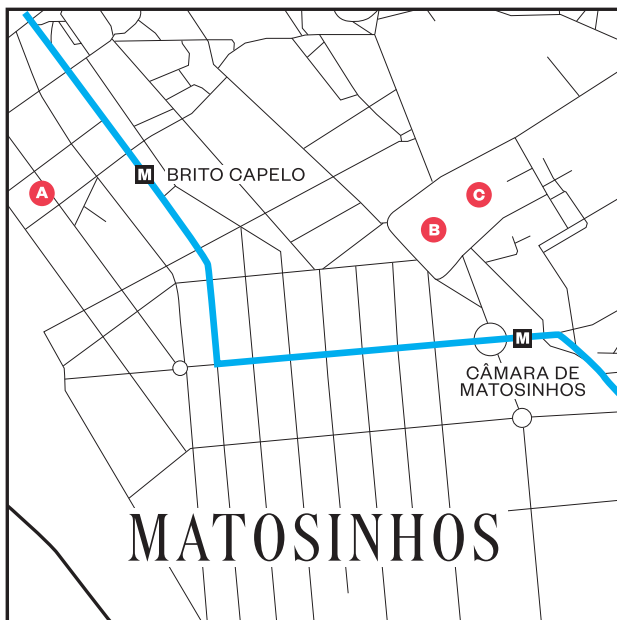 M BRITO CAPELO
A
C
B
M
CÂMARA DE
MATOSINHOS
MATOSINHOS